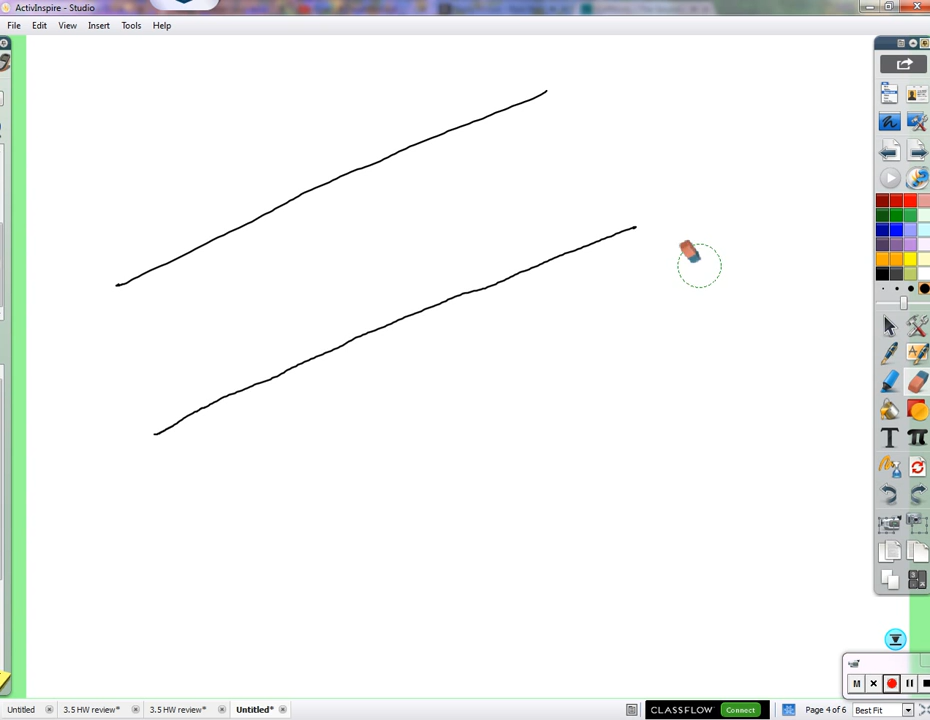 ActivInspire - Studio
File Edit View Insert Tools Help
T π
M
Untitled 3.5 HW review* 3.5 HW review* Untitled* CLASSFLOW Connect Page 4 of 6 Best Fit